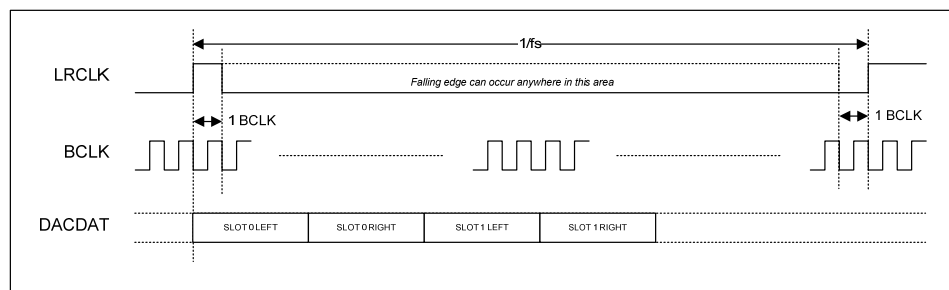 1/fs
LRCLK
Falling edge can occur anywhere in this area
1 BCLK
1 BCLK
BCLK
DACDAT
SLOT 0 LEFT
SLOT 0 RIGHT
SLOT 1 LEFT
SLOT 1 RIGHT